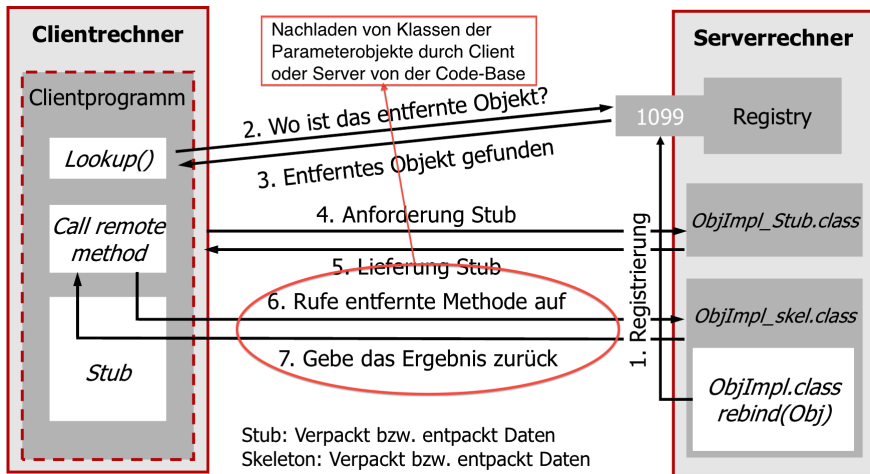 Clientrechner
Nachladen von Klassen der
Parameterobjekte durch Client
oder Server von der Code-Base
Serverrechner
Clientprogramm
2. Wo ist das entfernte Objekt?
1099
Registry
Lookup()
3. Entferntes Objekt gefunden
4. Anforderung Stub
ObjImpl_Stub.class
Call remote
method
5. Lieferung Stub
1. Registrierung
6. Rufe entfernte Methode auf
ObjImpl_skel.class
7. Gebe das Ergebnis zurück
Stub
ObjImpl.class
rebind(Obj)
Stub: Verpackt bzw. entpackt Daten
Skeleton: Verpackt bzw. entpackt Daten